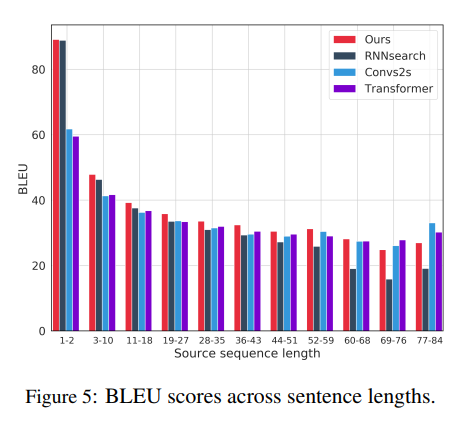 Ours
RNNsearch
Convs2s
Transformer
BLEU
80
60
40
20
0
1-2 3-10 11-18 19-27 28-35 36-43 44-51 52-59 60-68 69-76 77-84
Source sequence length
Figure 5: BLEU scores across sentence lengths.